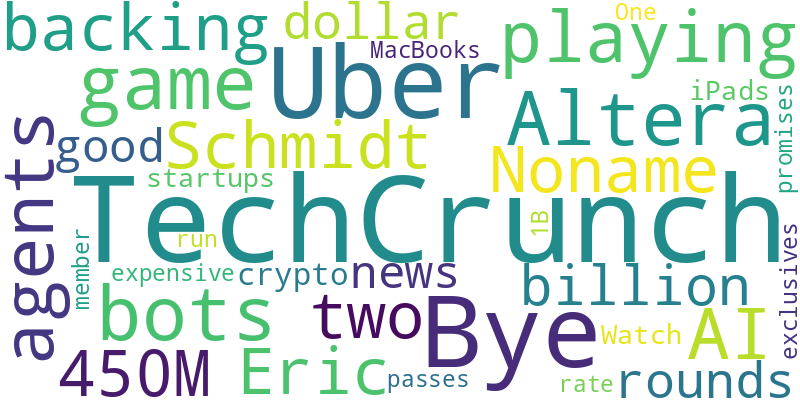 backing
dollar
One
playing
MacBooks
game
Uber
iPads
Altera
promises
good
Schmidt
Noname
agents
startups
TechCrunch
1B
run
member
expensive
crypto
news
billion
exclusives
bots
two
Bye
Watch
AI
450M
Eric
passes
rate
rounds